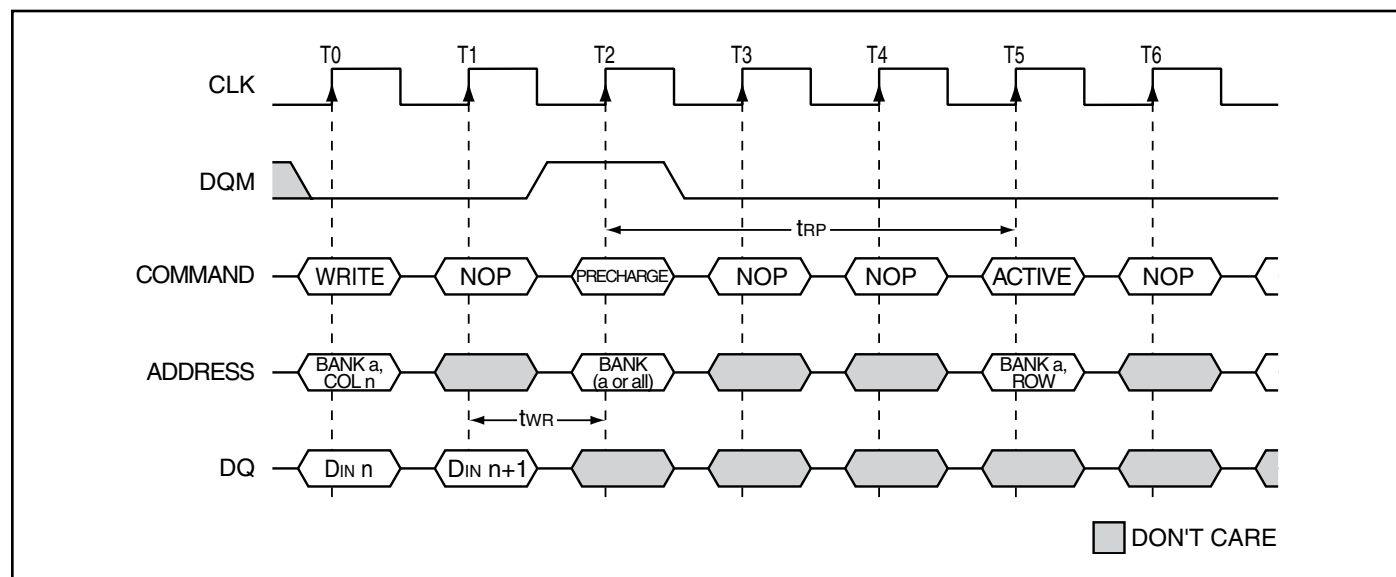 T0 T1 T2 T3 T4 T5 T6
CLK
DQM
tRP
COMMAND WRITE NOP PRECHARGE NOP NOP ACTIVE NOP
ADDRESS
BANK a,
COL n
BANK
(a or all)
BANK a,
ROW
tWR
DQ DIN n DIN n+1
DON'T CARE